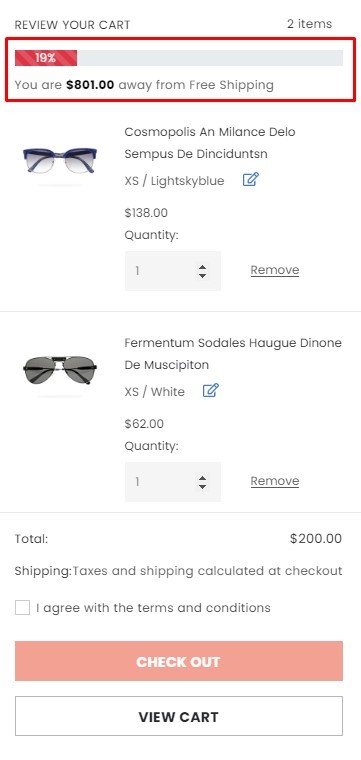 REVIEW YOUR CART 2 items
19%
You are $801.00 away from Free Shipping
Cosmopolis An Milance Delo
Sempus De Dinciduntsn
XS / Lightskyblue
$138.00
Quantity:
1
Remove
Fermentum Sodales Haugue Dinone
De Muscipiton
XS / White
$62.00
Quantity:
1
Remove
Total: $200.00
Shipping:Taxes and shipping calculated at checkout
I agree with the terms and conditions
CHECK OUT
VIEW CART